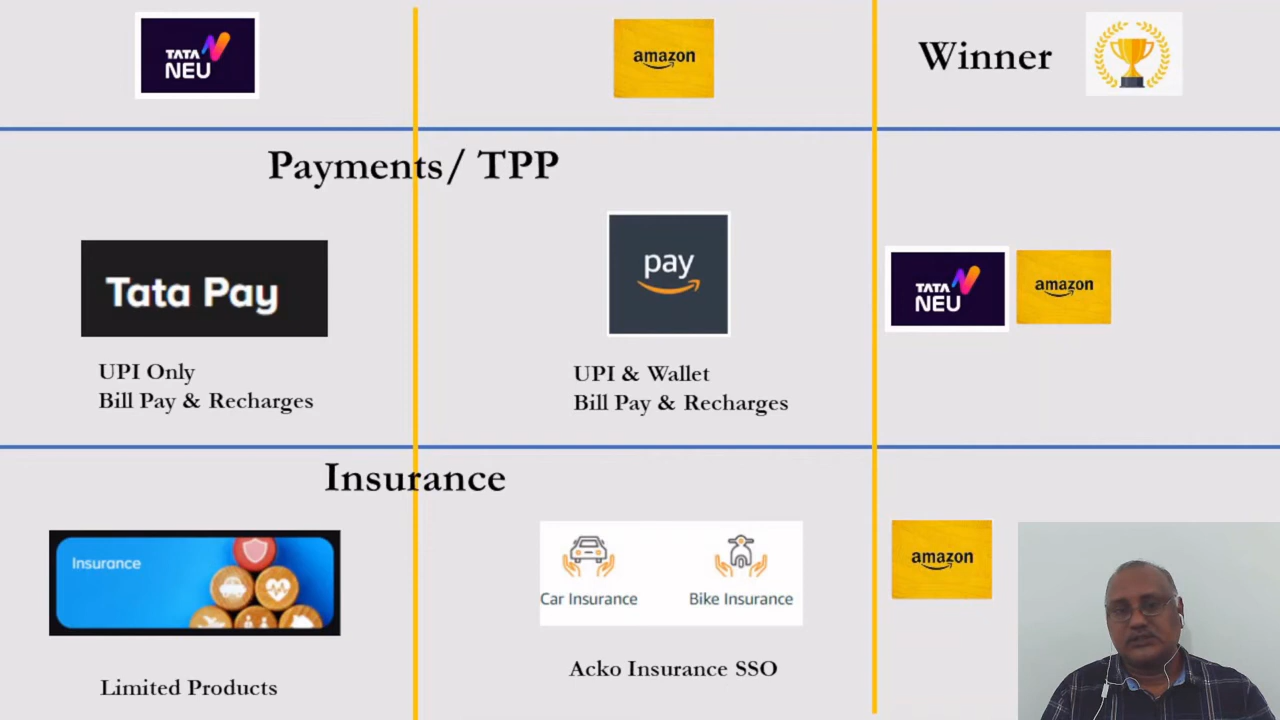 TATA
NEU
amazon
Winner
Payments/ TPP
Tata Pay
pay
TATA
NEU
amazon
UPI Only
Bill Pay & Recharges
UPI & Wallet
Bill Pay & Recharges
Insurance
Insurance
Car Insurance
Bike Insurance
amazon
Limited Products
Acko Insurance SSO